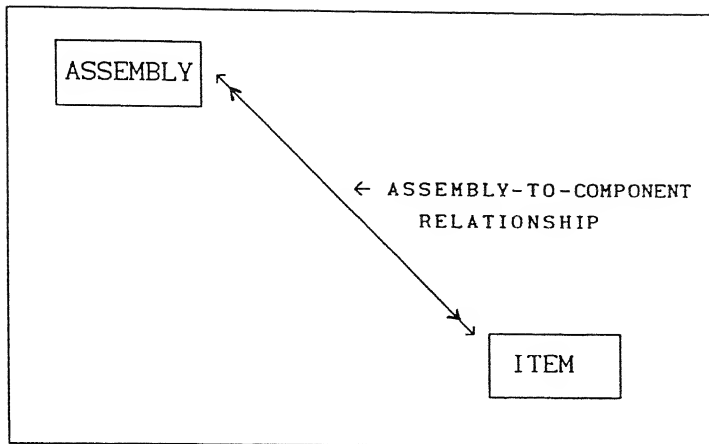 ASSEMBLY
← ASSEMBLY-TO-COMPONENT
RELATIONSHIP
ITEM